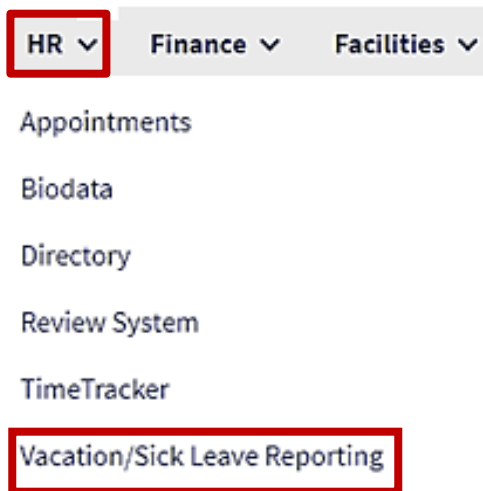 HR Finance Facilities
Appointments
Biodata
Directory
Review System
TimeTracker
Vacation/Sick Leave Reporting